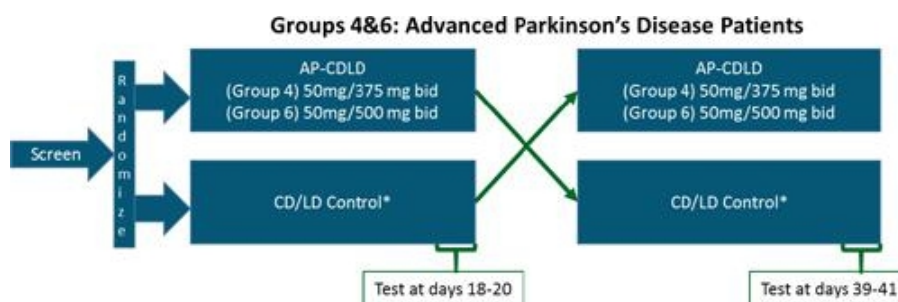 Groups 4&6: Advanced Parkinson's Disease Patients
Screen
Randomize
AP-CDLD
(Group 4) 50mg/375 mg bid
(Group 6) 50mg/500 mg bid
CD/LD Control*
Test at days 18-20
AP-CDLD
(Group 4) 50mg/375 mg bid
(Group 6) 50mg/500 mg bid
CD/LD Control*
Test at days 39-41